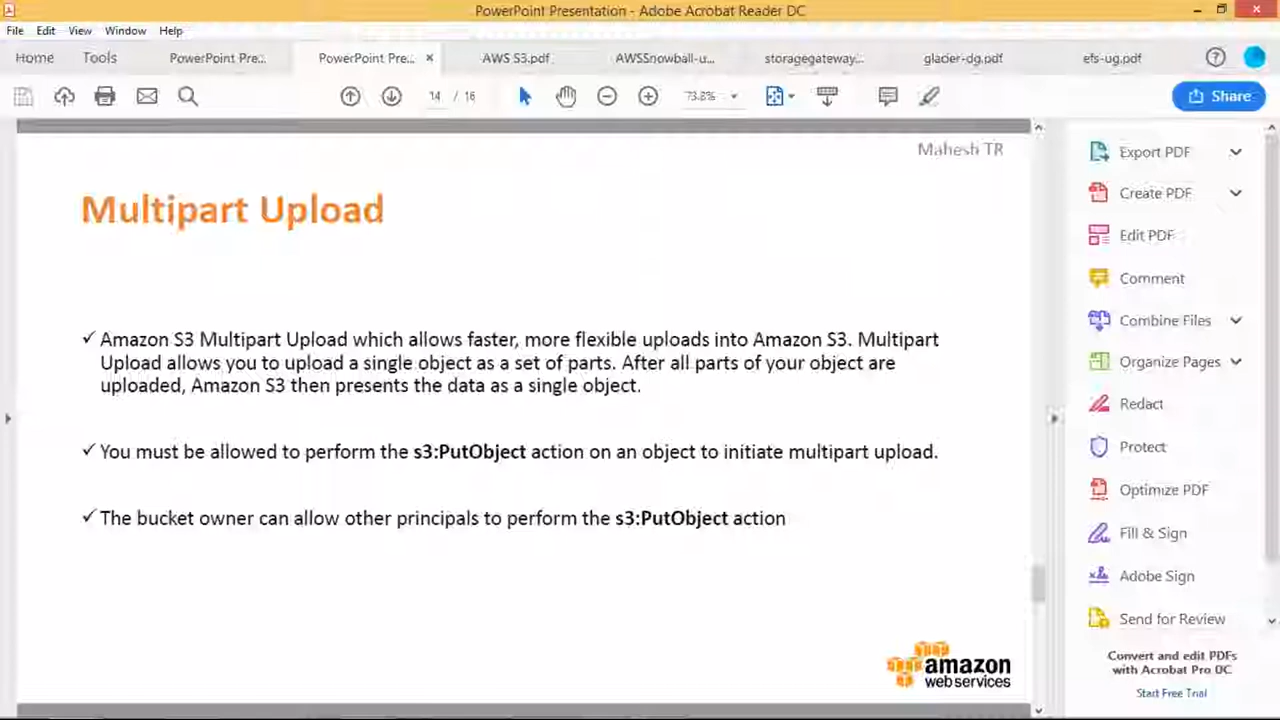 PowerPoint Presentation - Adobe Acrobat Reader DC
File Edit View Window Help
Home Tools PowerPoint Pre... PowerPoint Pre... × AWS S3.pdf AWSSnowball-u... storagegateway... glacier-dg.pdf efs-ug.pdf
14 / 16 73.8% Share
Mahesh TR
Multipart Upload
✓ Amazon S3 Multipart Upload which allows faster, more flexible uploads into Amazon S3. Multipart
Upload allows you to upload a single object as a set of parts. After all parts of your object are
uploaded, Amazon S3 then presents the data as a single object.
✓ You must be allowed to perform the s3:PutObject action on an object to initiate multipart upload.
✓ The bucket owner can allow other principals to perform the s3:PutObject action
amazon
web services
Export PDF
Create PDF
Edit PDF
Comment
Combine Files
Organize Pages
Redact
Protect
Optimize PDF
Fill & Sign
Adobe Sign
Send for Review
Convert and edit PDFs
with Acrobat Pro DC
Start Free Trial